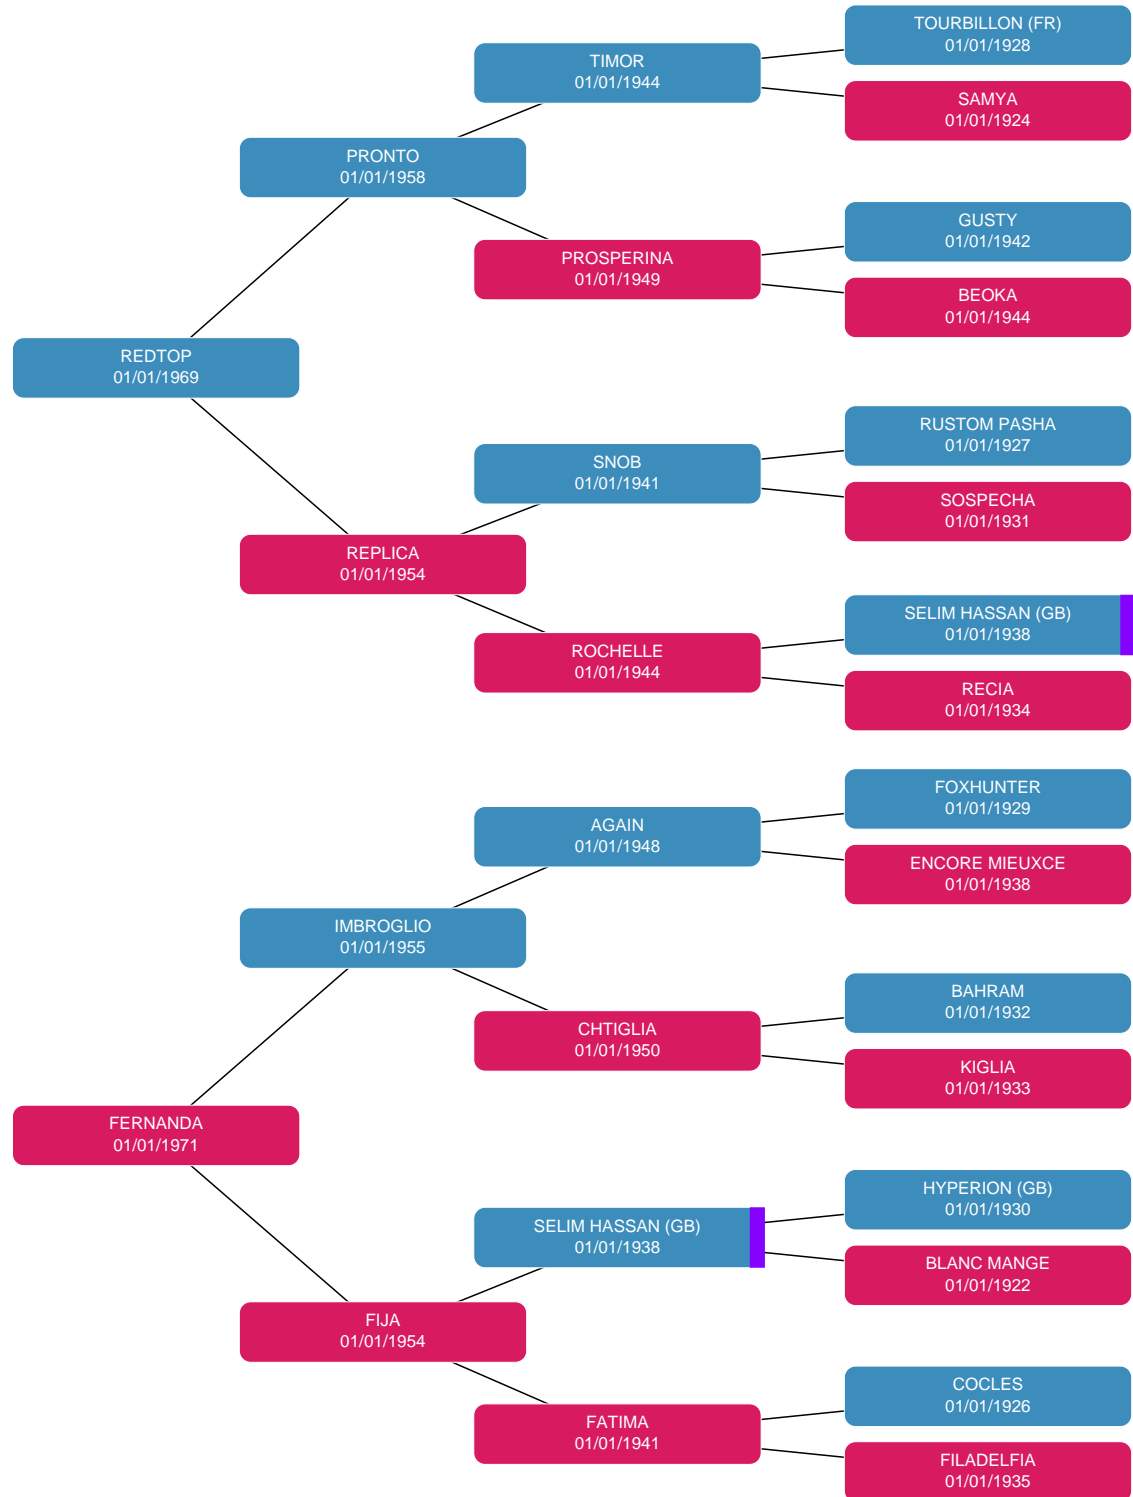 TOURBILLON (FR)
01/01/1928
TIMOR
01/01/1944
SAMYA
01/01/1924
PRONTO
01/01/1958
GUSTY
01/01/1942
PROSPERINA
01/01/1949
BEOKA
01/01/1944
REDTOP
01/01/1969
RUSTOM PASHA
01/01/1927
SNOB
01/01/1941
SOSPECHA
01/01/1931
REPLICA
01/01/1954
SELIM HASSAN (GB)
01/01/1938
ROCHELLE
01/01/1944
RECIA
01/01/1934
FOXHUNTER
01/01/1929
AGAIN
01/01/1948
ENCORE MIEUXCE
01/01/1938
IMBROGLIO
01/01/1955
BAHRAM
01/01/1932
CHTIGLIA
01/01/1950
KIGLIA
01/01/1933
FERNANDA
01/01/1971
HYPERION (GB)
01/01/1930
SELIM HASSAN (GB)
01/01/1938
BLANC MANGE
01/01/1922
FIJA
01/01/1954
COCLES
01/01/1926
FATIMA
01/01/1941
FILADELFIA
01/01/1935